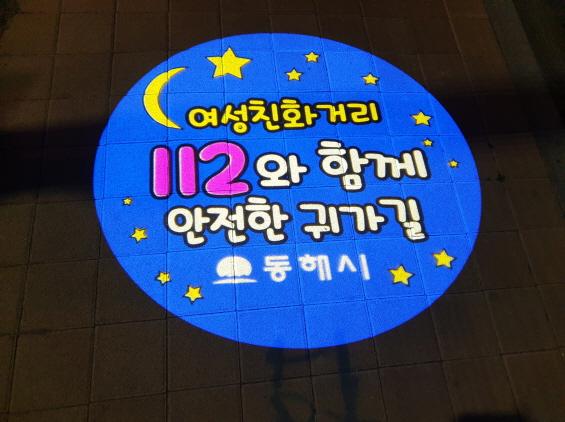 여성친화거리
112와 함께
안전한 귀가길
동해시